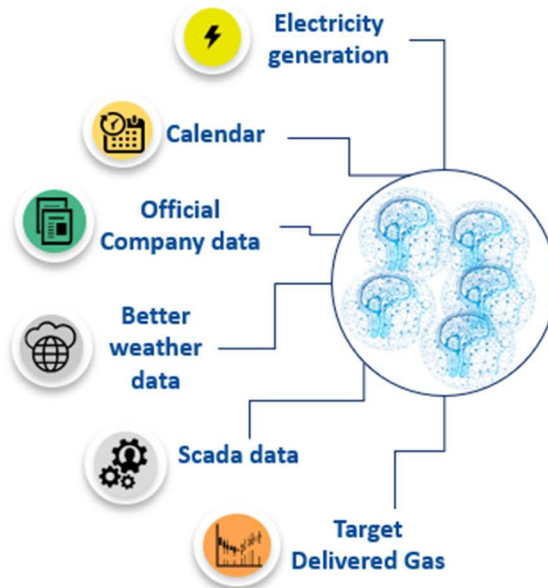 Electricity
generation
Calendar
Official
Company data
Better
weather
data
Scada data
Target
Delivered Gas